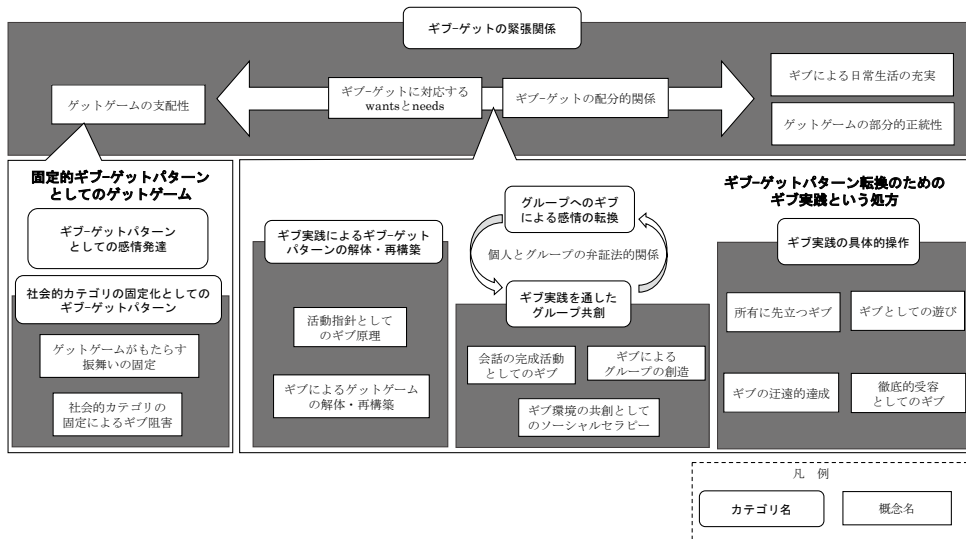 ギブ-ゲットの緊張関係
ゲットゲームの支配性
ギブ-ゲットに対応する
wantsとneeds
ギブ-ゲットの配分的関係
ギブによる日常生活の充実
ゲットゲームの部分的正統性
固定的ギブ-ゲットパターン
としてのゲットゲーム
ギブ-ゲットパターン
としての感情発達
社会的カテゴリの固定化としての
ギブ-ゲットパターン
ゲットゲームがもたらす
振舞いの固定
社会的カテゴリの
固定によるギブ阻害
ギブ-ゲットパターン転換のための
ギブ実践という処方
ギブ実践によるギブ-ゲット
パターンの解体・再構築
活動指針として
のギブ原理
ギブによるゲットゲーム
の解体・再構築
グループへのギブ
による感情の転換
個人とグループの弁証法的関係
ギブ実践を通した
グループ共創
会話の完成活動
としてのギブ
ギブによる
グループの創造
ギブ環境の共創として
のソーシャルセラピー
ギブ実践の具体的操作
所有に先立つギブ
ギブとしての遊び
ギブの迂遠的達成
徹底的受容
としてのギブ
凡 例
カテゴリ名
概念名